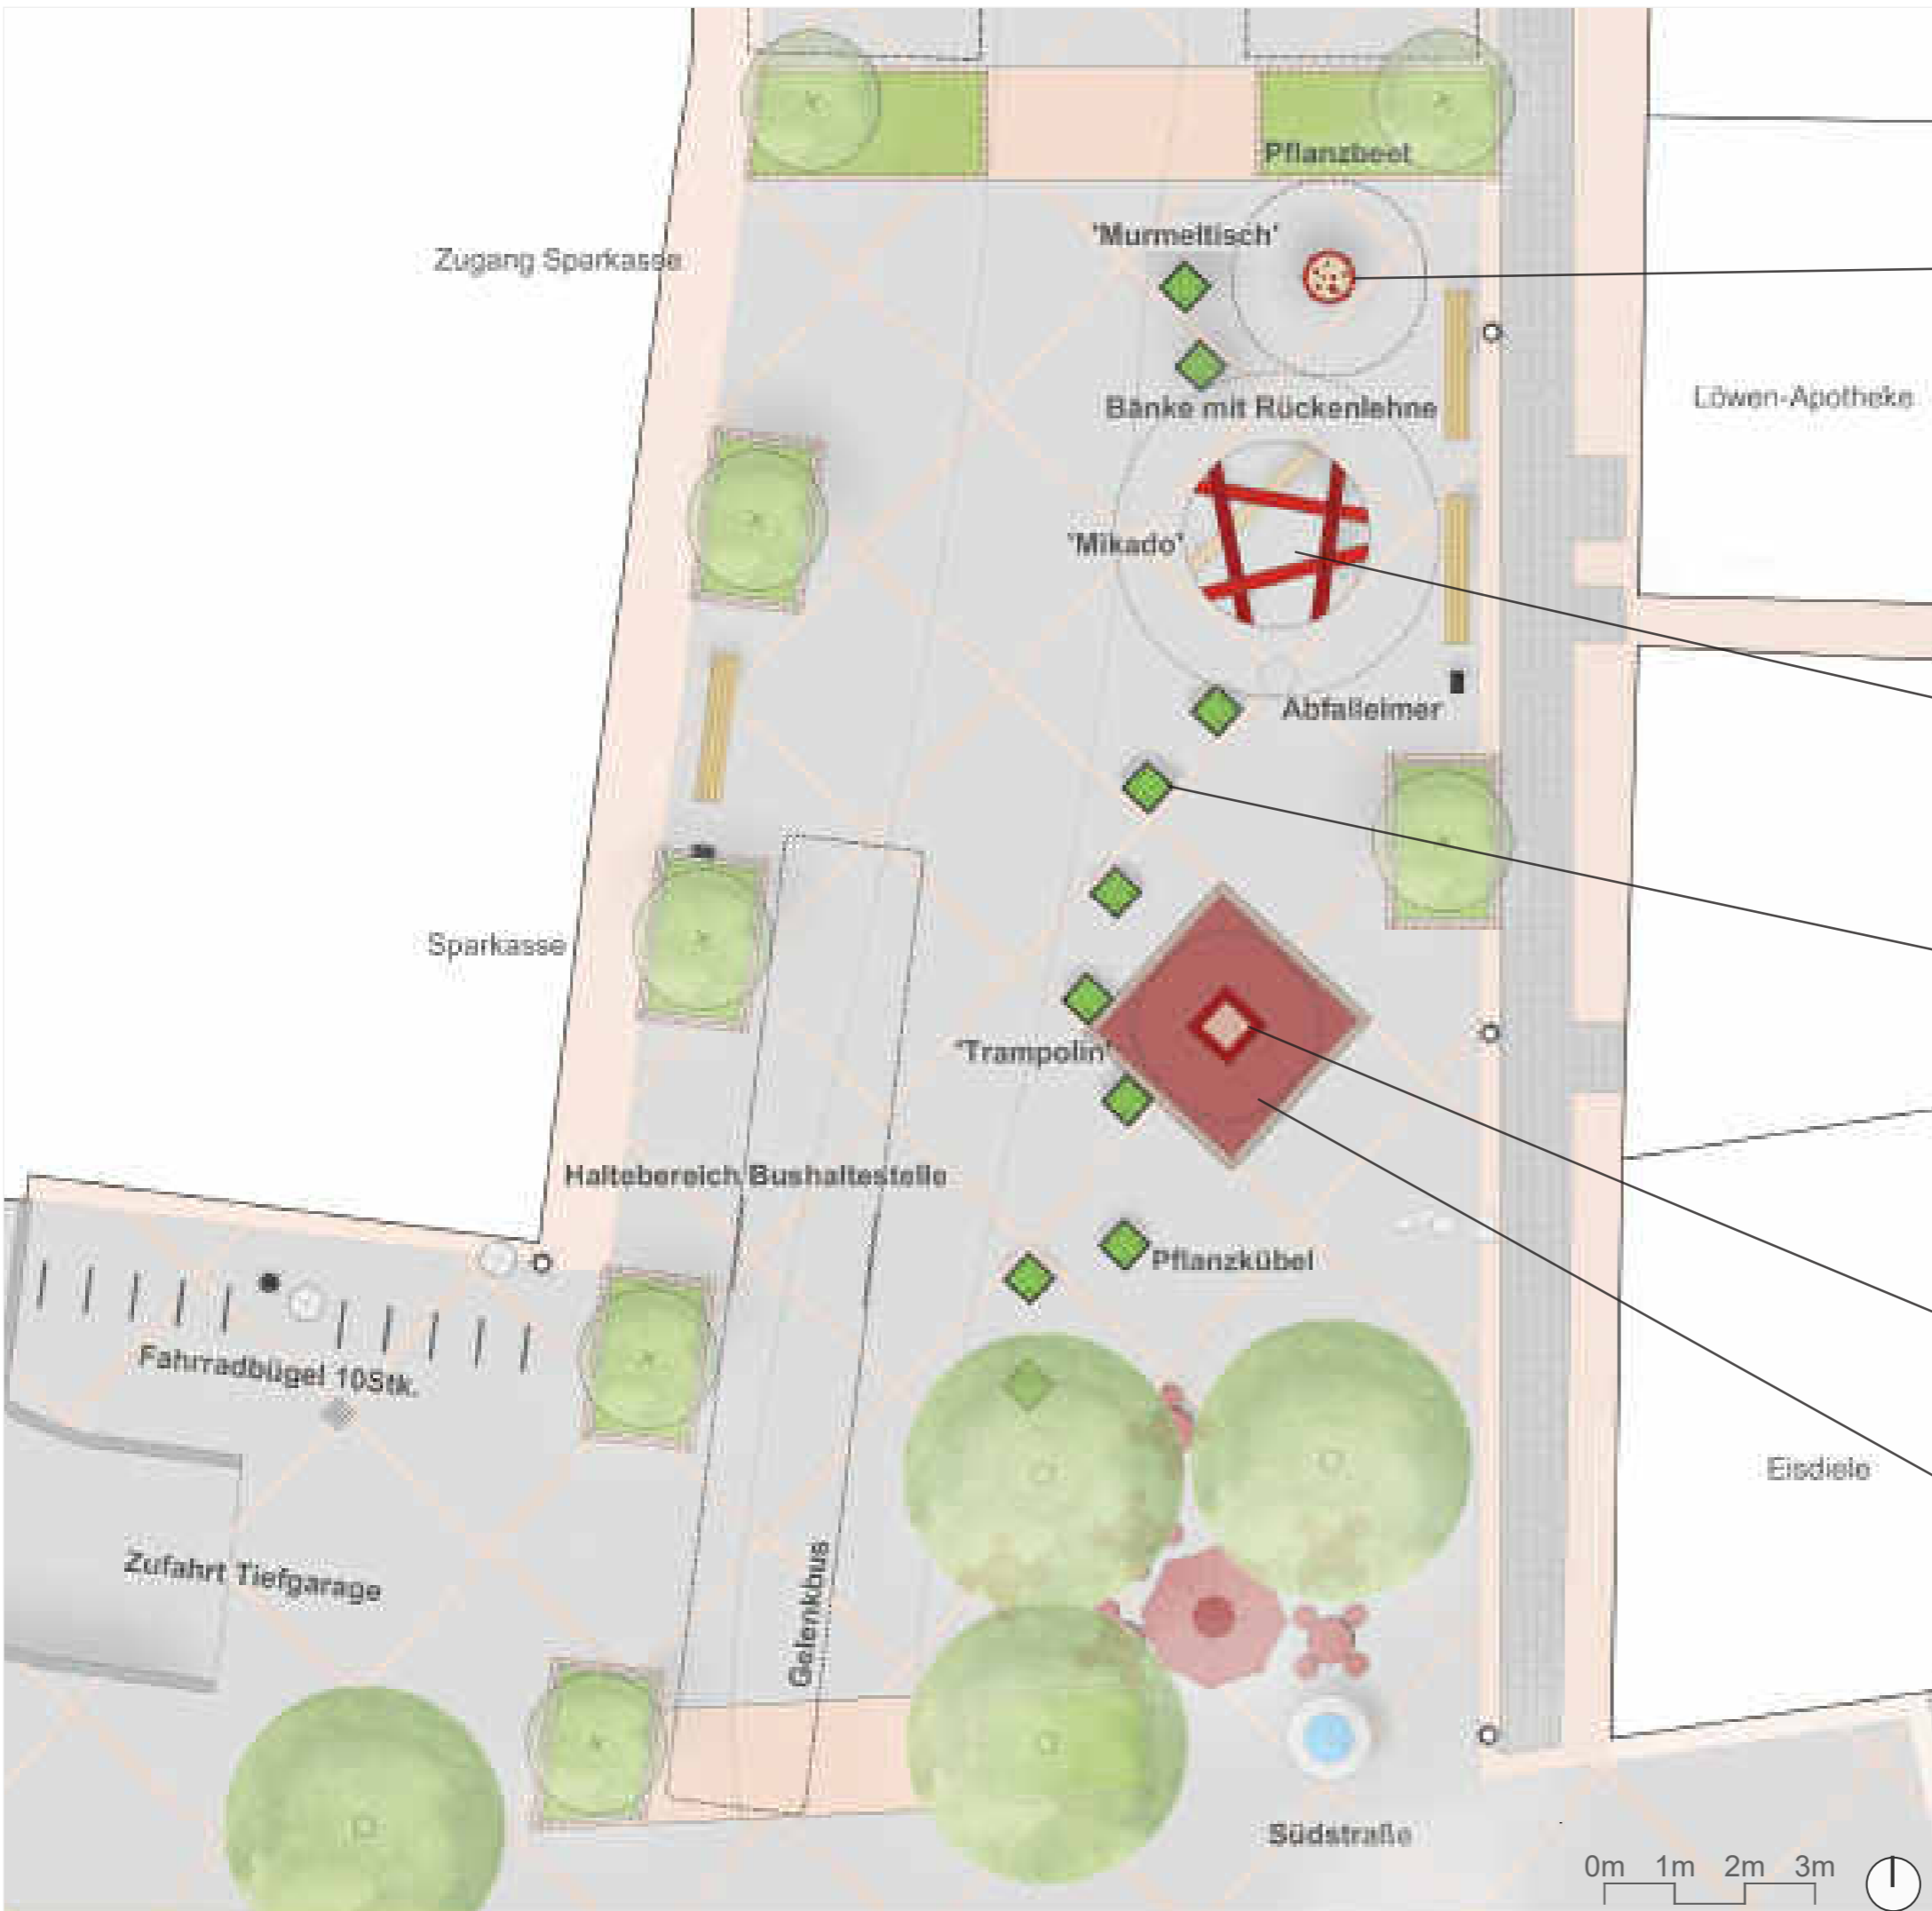 Pflanzbeet
'Murmeltisch'
Zugang Sparkasse
Löwen-Apotheke
Bänke mit Rückenlehne
'Mikado'
Abfalleimer
Sparkasse
'Trampolin'
Haltebereich Bushaltestelle
Pflanzkübel
Fahrradbügel 10Stk.
Eisdiele
Zufahrt Tiefgarage
Gelenkbus
Südstraße
0m 1m 2m 3m